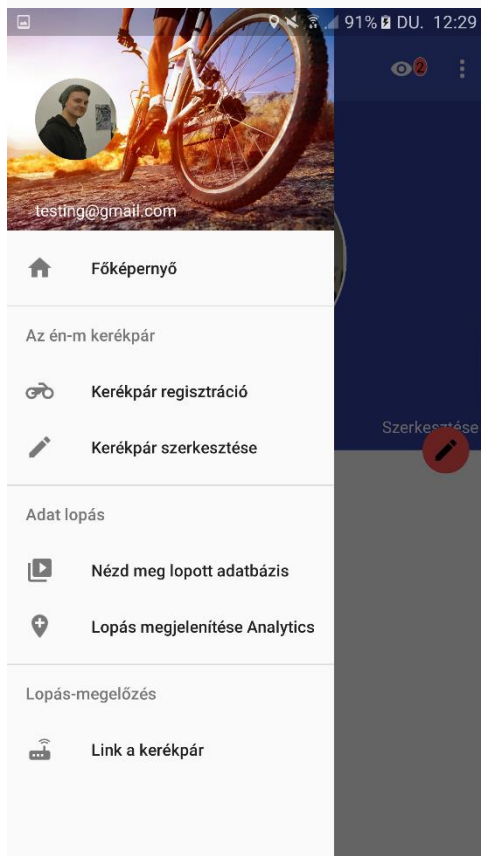 91% DU. 12:29
2
testing@gmail.com
Főképernyő
Az én-m kerékpár
Kerékpár regisztráció
Kerékpár szerkesztése
Szerkesztése
Adat lopás
Nézd meg lopott adatbázis
Lopás megjelenítése Analytics
Lopás-megelőzés
Link a kerékpár